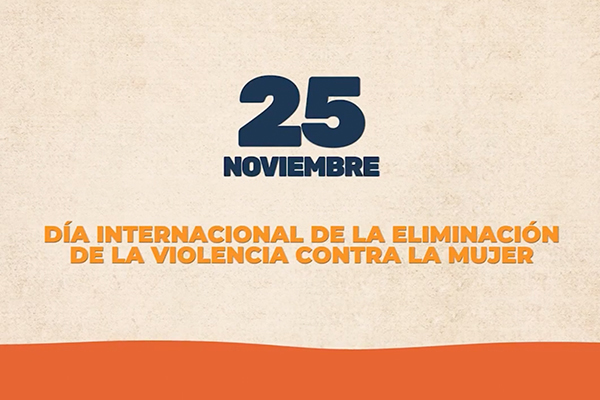 25
NOVIEMBRE
DÍA INTERNACIONAL DE LA ELIMINACIÓN
DE LA VIOLENCIA CONTRA LA MUJER